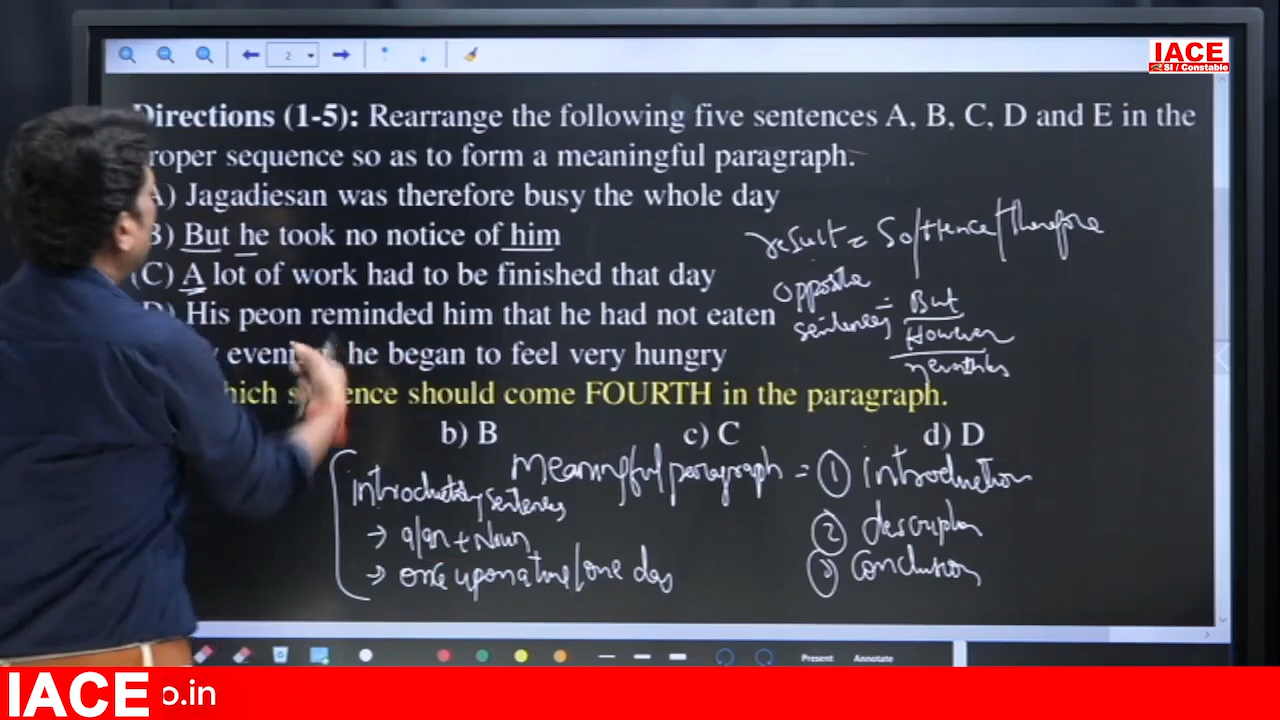 2
IACE
SI / Constable
Directions (1-5): Rearrange the following five sentences A, B, C, D and E in the
proper sequence so as to form a meaningful paragraph.
A) Jagadiesan was therefore busy the whole day
B) But he took no notice of him
(C) A lot of work had to be finished that day
D) His peon reminded him that he had not eaten
he began to feel very hungry
sentence should come FOURTH in the paragraph.
b) B c) C d) D
result = So/Hence/therefore
opposite
sentences = But
However
Meaningful paragraph = ① introduction
② description
③ conclusion
introductory sentences
→ a/an + Noun
→ once upon a time/one day
Present Annotate
IACE
o.in